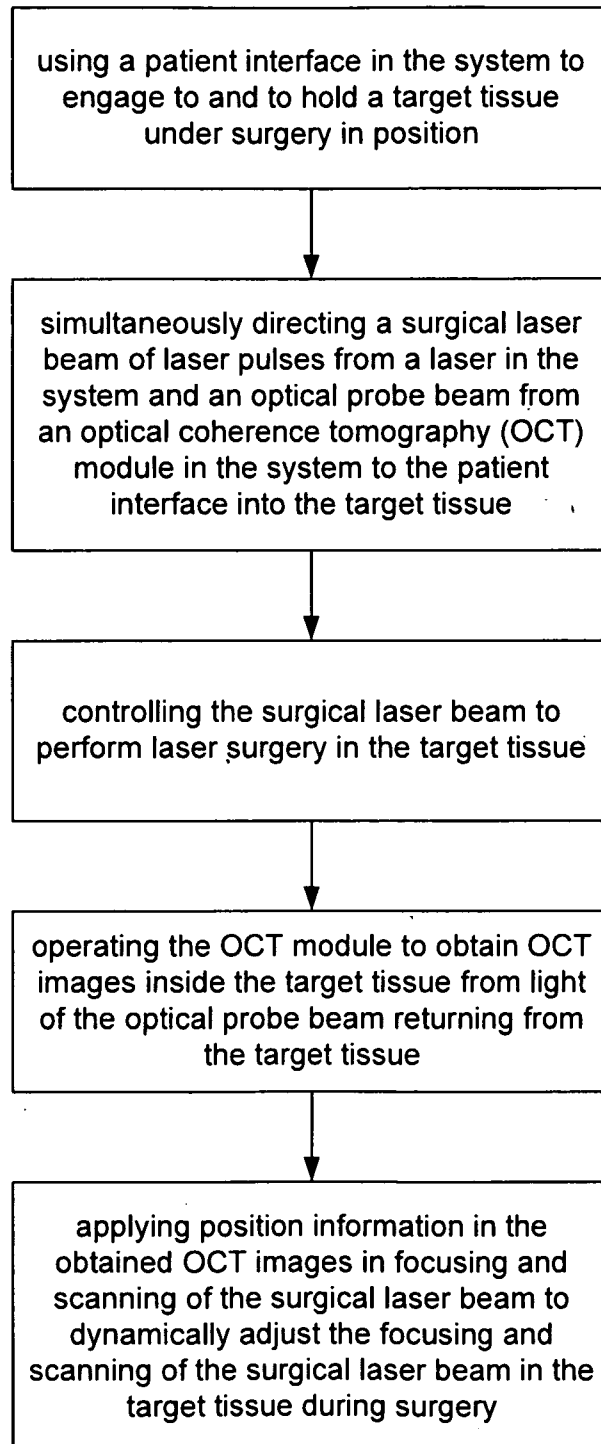 using a patient interface in the system to
engage to and to hold a target tissue
under surgery in position
simultaneously directing a surgical laser
beam of laser pulses from a laser in the
system and an optical probe beam from
an optical coherence tomography (OCT)
module in the system to the patient
interface into the target tissue
controlling the surgical laser beam to
perform laser surgery in the target tissue
operating the OCT module to obtain OCT
images inside the target tissue from light
of the optical probe beam returning from
the target tissue
applying position information in the
obtained OCT images in focusing and
scanning of the surgical laser beam to
dynamically adjust the focusing and
scanning of the surgical laser beam in the
target tissue during surgery